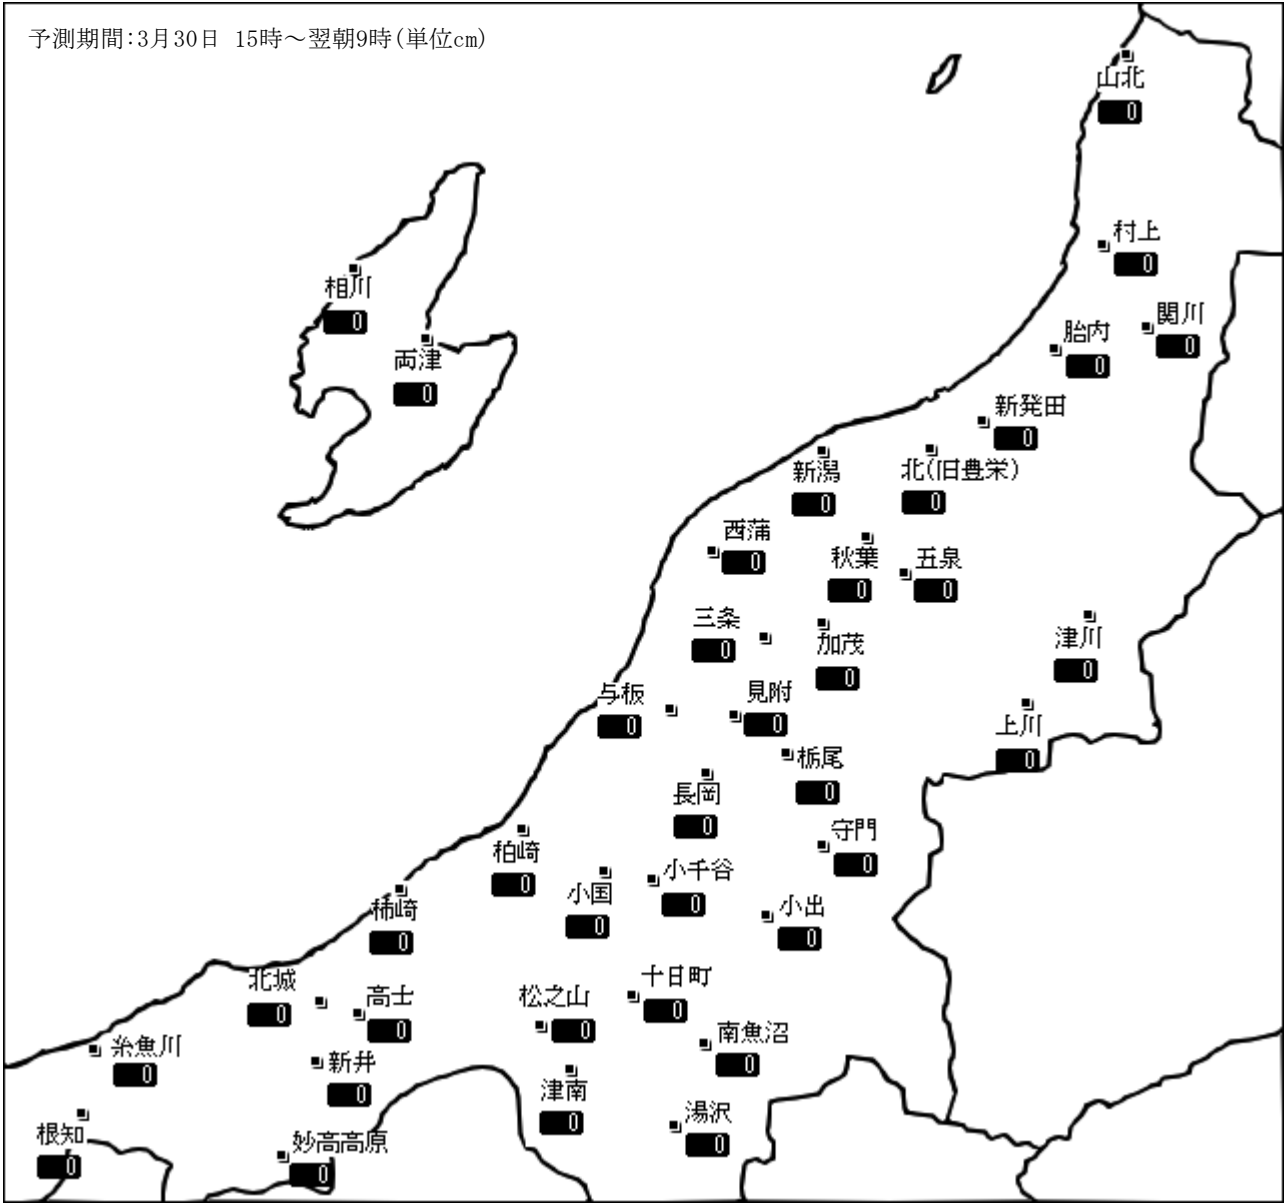 予測期間:3月30日 15時～翌朝9時(単位cm)
山北
0
村上
0
相川
0
関川
0
胎内
0
両津
0
新発田
0
新潟
0
北(旧豊栄)
0
西蒲
0
秋葉
0
五泉
0
三条
0
加茂
0
津川
0
与板
0
見附
0
上川
0
栃尾
0
長岡
0
守門
0
柏崎
0
小国
0
小千谷
0
柿崎
0
小出
0
北城
0
高士
0
松之山
0
十日町
0
糸魚川
0
新井
0
南魚沼
0
津南
0
湯沢
0
根知
0
妙高高原
0